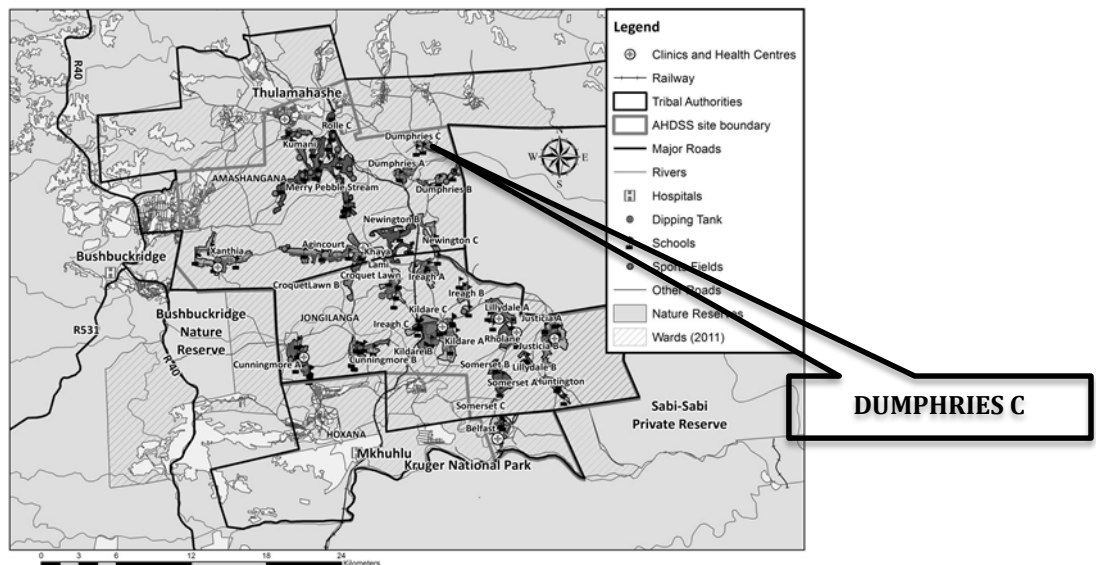 Legend
Clinics and Health Centres
Railway
Tribal Authorities
AHDSS site boundary
Major Roads
Rivers
Hospitals
Dipping Tank
Schools
Sports Fields
Other Roads
Nature Reserves
Wards (2011)
N
W E
S
R40
Thulamahashe
Rolle C
Kumani
Dumphries C
Dumphries A
Dumphries B
AMASHANGANA
Merry Pebble Stream
Newington B
Newington C
Xanthia
Agincourt
Khaya
Lami
Bushbuckridge
H
Croquet Lawn
Ireagh A
CroquetLawn B
Ireagh B
Bushbuckridge
Nature
Reserve
R531
R40
JONGILANGA
Kildare C
Lillydale A
Justicia A
Ireagh C
Kildare A
Rholane
Justicia B
Kildare B
Cunningmore A
Cunningmore B
Somerset B
Lillydale B
Somerset A
Huntington
Somerset C
Belfast
HOXANA
Mkhuhlu
Kruger National Park
Sabi-Sabi
Private Reserve
DUMPHRIES C
0 3 6 12 18 24
Kilometers